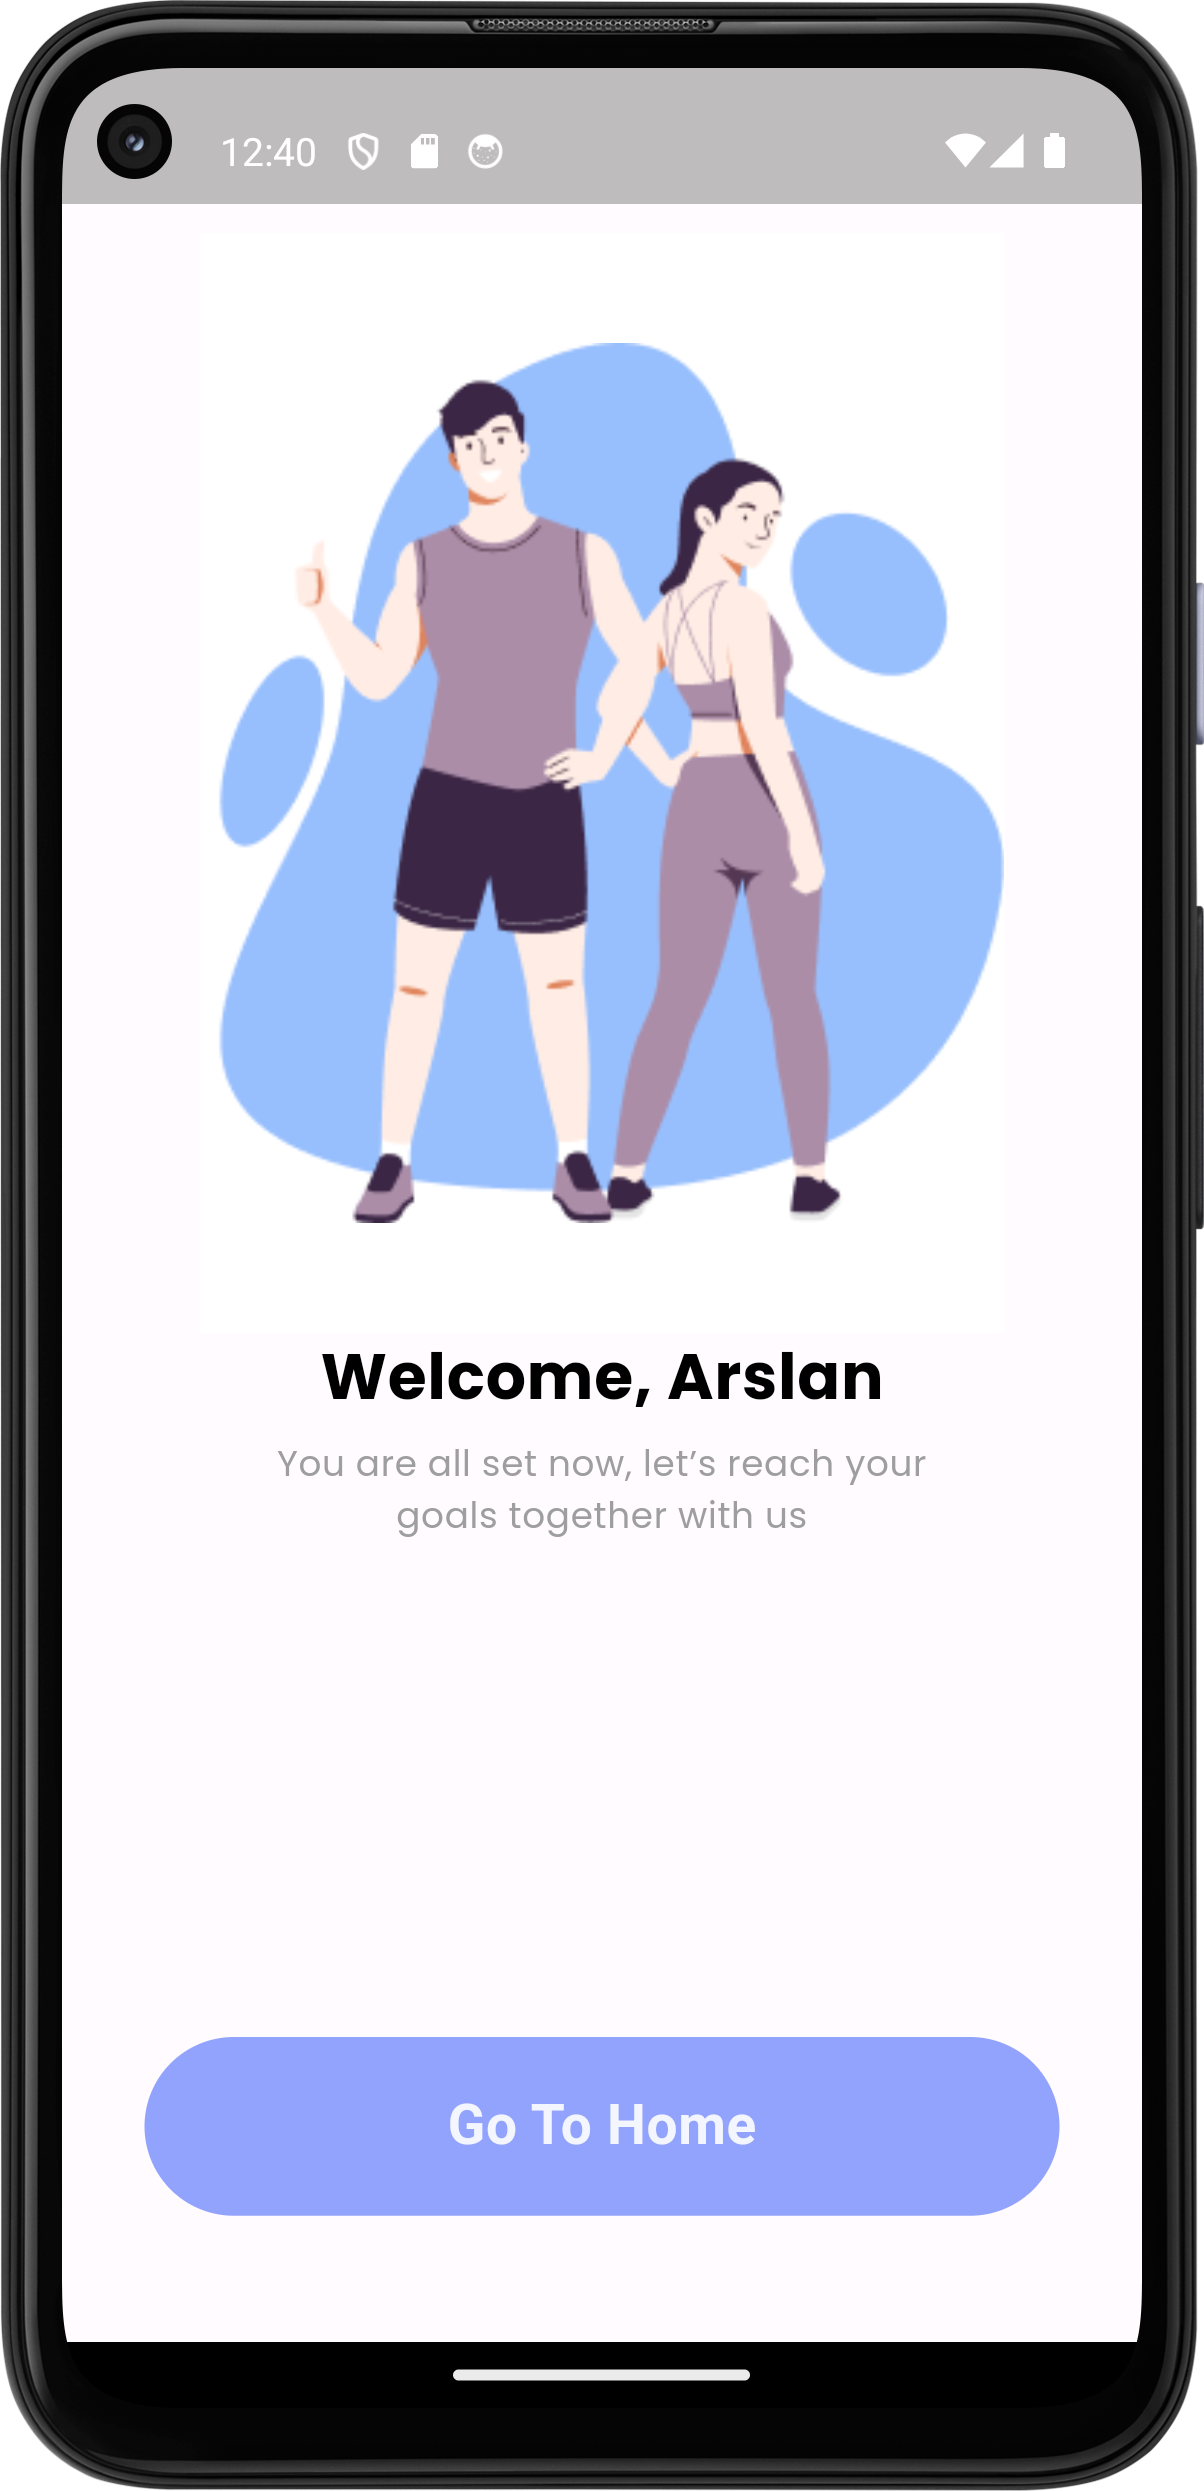 12:40
Welcome, Arslan
You are all set now, let’s reach your
goals together with us
Go To Home